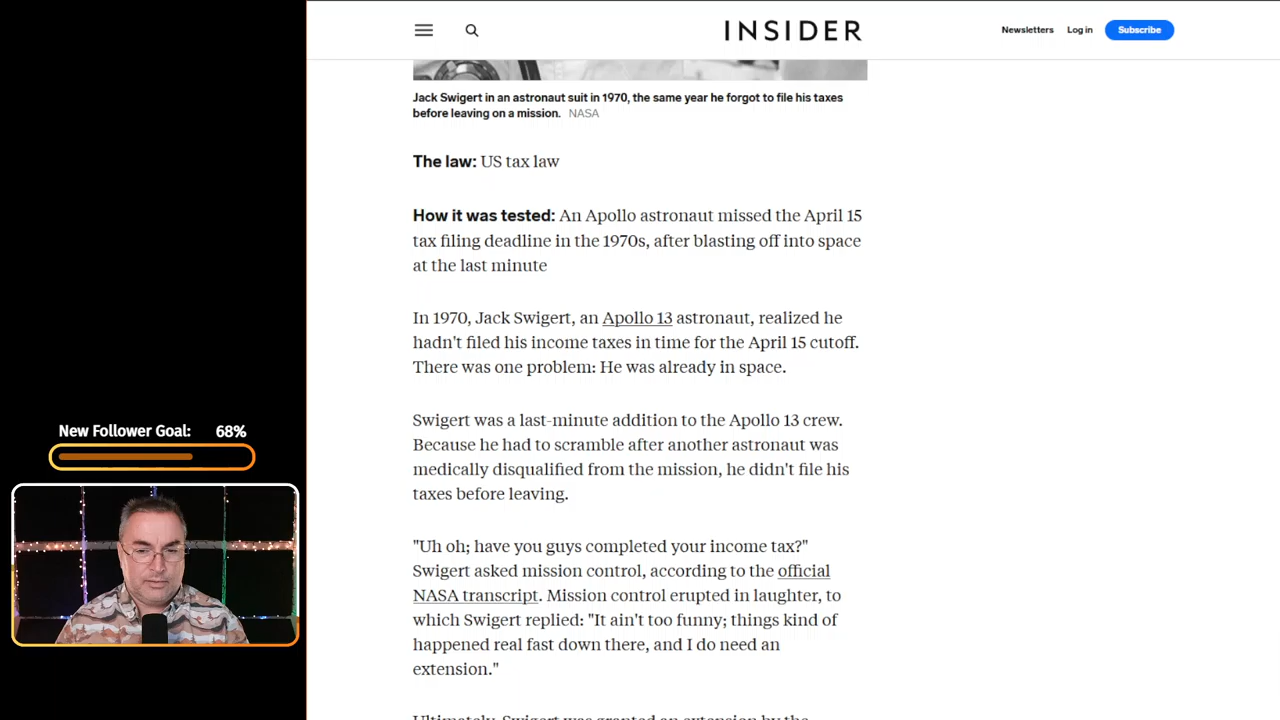 INSIDER
Newsletters
Log in
Subscribe
Jack Swigert in an astronaut suit in 1970, the same year he forgot to file his taxes
before leaving on a mission. NASA
The law: US tax law
How it was tested: An Apollo astronaut missed the April 15
tax filing deadline in the 1970s, after blasting off into space
at the last minute
In 1970, Jack Swigert, an Apollo 13 astronaut, realized he
hadn't filed his income taxes in time for the April 15 cutoff.
There was one problem: He was already in space.
Swigert was a last-minute addition to the Apollo 13 crew.
Because he had to scramble after another astronaut was
medically disqualified from the mission, he didn't file his
taxes before leaving.
"Uh oh; have you guys completed your income tax?"
Swigert asked mission control, according to the official
NASA transcript. Mission control erupted in laughter, to
which Swigert replied: "It ain't too funny; things kind of
happened real fast down there, and I do need an
extension."
Ultimately, Swigert was granted an extension by the
New Follower Goal: 68%